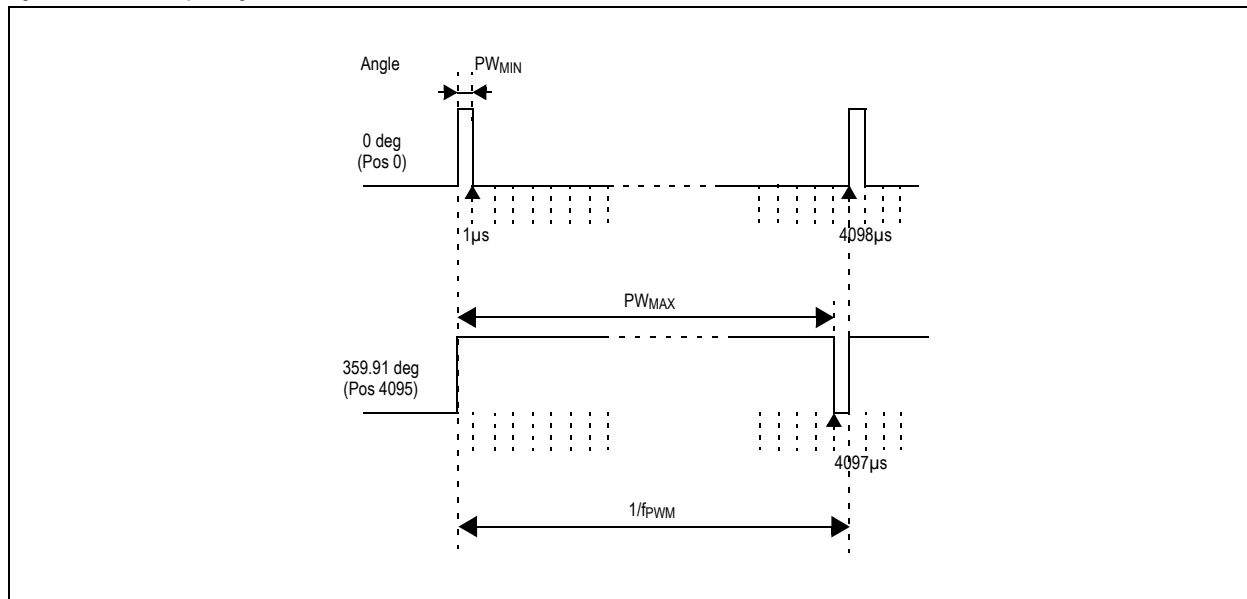 Angle
PWMIN
0 deg
(Pos 0)
1µs
4098µs
PWMAX
359.91 deg
(Pos 4095)
4097µs
1/fPWM